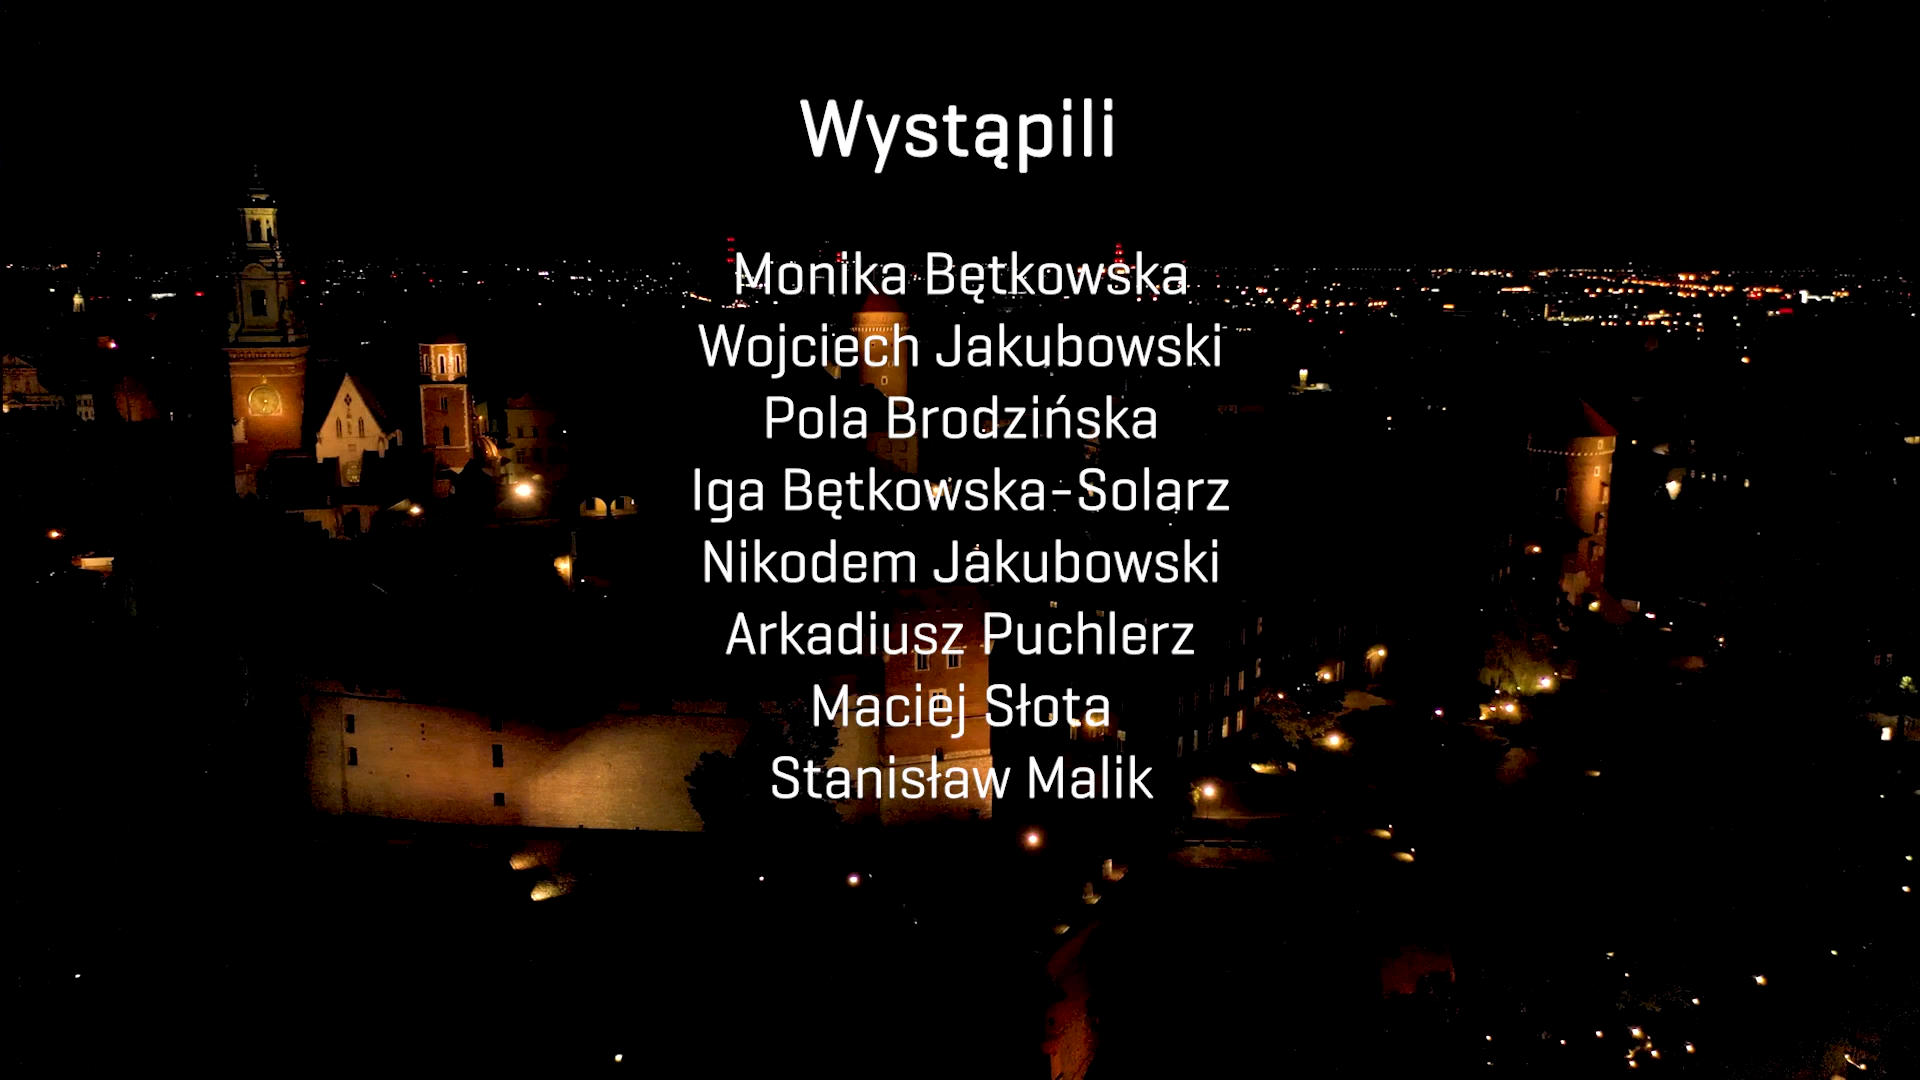 Wystąpili
Monika Bętkowska
Wojciech Jakubowski
Pola Brodzińska
Iga Bętkowska-Solarz
Nikodem Jakubowski
Arkadiusz Puchlerz
Maciej Słota
Stanisław Malik